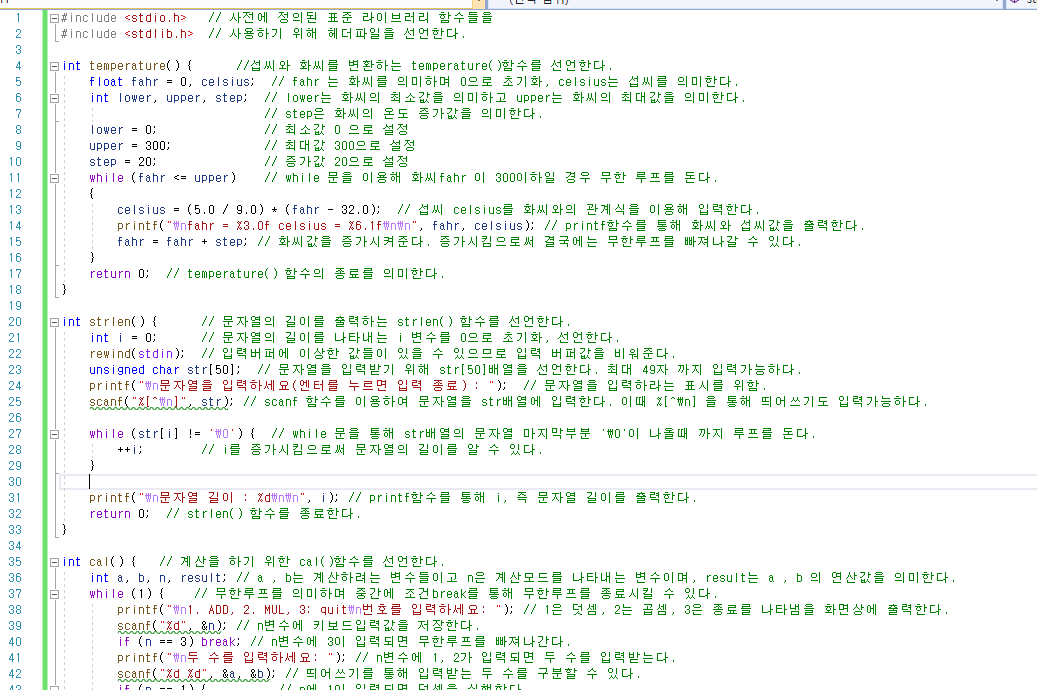 #include <stdio.h> // 사전에 정의된 표준 라이브러리 함수들을
#include <stdlib.h> // 사용하기 위해 헤더파일을 선언한다.
int temperature() { //섭씨와 화씨를 변환하는 temperature()함수를 선언한다.
float fahr = 0, celsius; // fahr 는 화씨를 의미하며 0으로 초기화, celsius는 섭씨를 의미한다.
int lower, upper, step; // lower는 화씨의 최소값을 의미하고 upper는 화씨의 최대값을 의미한다.
// step은 화씨의 온도 증가값을 의미한다.
lower = 0; // 최소값 0 으로 설정
upper = 300; // 최대값 300으로 설정
step = 20; // 증가값 20으로 설정
while (fahr <= upper) // while 문을 이용해 화씨fahr 이 300이하일 경우 무한 루프를 돈다.
{
celsius = (5.0 / 9.0) * (fahr - 32.0); // 섭씨 celsius를 화씨와의 관계식을 이용해 입력한다.
printf("₩nfahr = %3.0f celsius = %6.1f₩n₩n", fahr, celsius); // printf함수를 통해 화씨와 섭씨값을 출력한다.
fahr = fahr + step; // 화씨값을 증가시켜준다. 증가시킴으로써 결국에는 무한루프를 빠져나갈 수 있다.
}
return 0; // temperature() 함수의 종료를 의미한다.
}
int strlen() { // 문자열의 길이를 출력하는 strlen() 함수를 선언한다.
int i = 0; // 문자열의 길이를 나타내는 i 변수를 0으로 초기화, 선언한다.
rewind(stdin); // 입력버퍼에 이상한 값들이 있을 수 있으므로 입력 버퍼값을 비워준다.
unsigned char str[50]; // 문자열을 입력받기 위해 str[50]배열을 선언한다. 최대 49자 까지 입력가능하다.
printf("₩n문자열을 입력하세요(엔터를 누르면 입력 종료) : "); // 문자열을 입력하라는 표시를 위함.
scanf("%[^₩n]", str); // scanf 함수를 이용하여 문자열을 str배열에 입력한다. 이때 %[^₩n] 을 통해 띄어쓰기도 입력가능하다.
while (str[i] != '₩0') { // while 문을 통해 str배열의 문자열 마지막부분 '₩0'이 나올때 까지 루프를 돈다.
++i; // i를 증가시킴으로써 문자열의 길이를 알 수 있다.
}
printf("₩n문자열 길이 : %d₩n₩n", i); // printf함수를 통해 i, 즉 문자열 길이를 출력한다.
return 0; // strlen() 함수를 종료한다.
}
int cal() { // 계산을 하기 위한 cal()함수를 선언한다.
int a, b, n, result; // a , b는 계산하려는 변수들이고 n은 계산모드를 나타내는 변수이며, result는 a , b 의 연산값을 의미한다.
while (1) { // 무한루프를 의미하며 중간에 조건break를 통해 무한루프를 종료시킬 수 있다.
printf("₩n1. ADD, 2. MUL, 3: quit₩n번호를 입력하세요: "); // 1은 덧셈, 2는 곱셈, 3은 종료를 나타냄을 화면상에 출력한다.
scanf("%d", &n); // n변수에 키보드입력값을 저장한다.
if (n == 3) break; // n변수에 3이 입력되면 무한루프를 빠져나간다.
printf("₩n두 수를 입력하세요: "); // n변수에 1, 2가 입력되면 두 수를 입력받는다.
scanf("%d %d", &a, &b); // 띄어쓰기를 통해 입력받는 두 수를 구분할 수 있다.
if (n == 1) { // n에 1이 입력되면 덧셈을 실행한다.